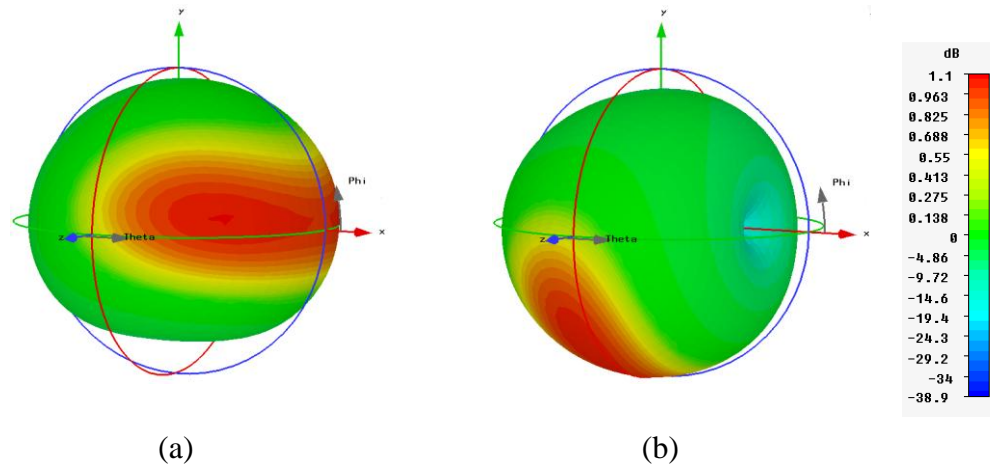 y
Phi
x
z
Theta
(a)
y
Phi
x
z
Theta
(b)
dB
1.1
0.963
0.825
0.688
0.55
0.413
0.275
0.138
0
-4.86
-9.72
-14.6
-19.4
-24.3
-29.2
-34
-38.9